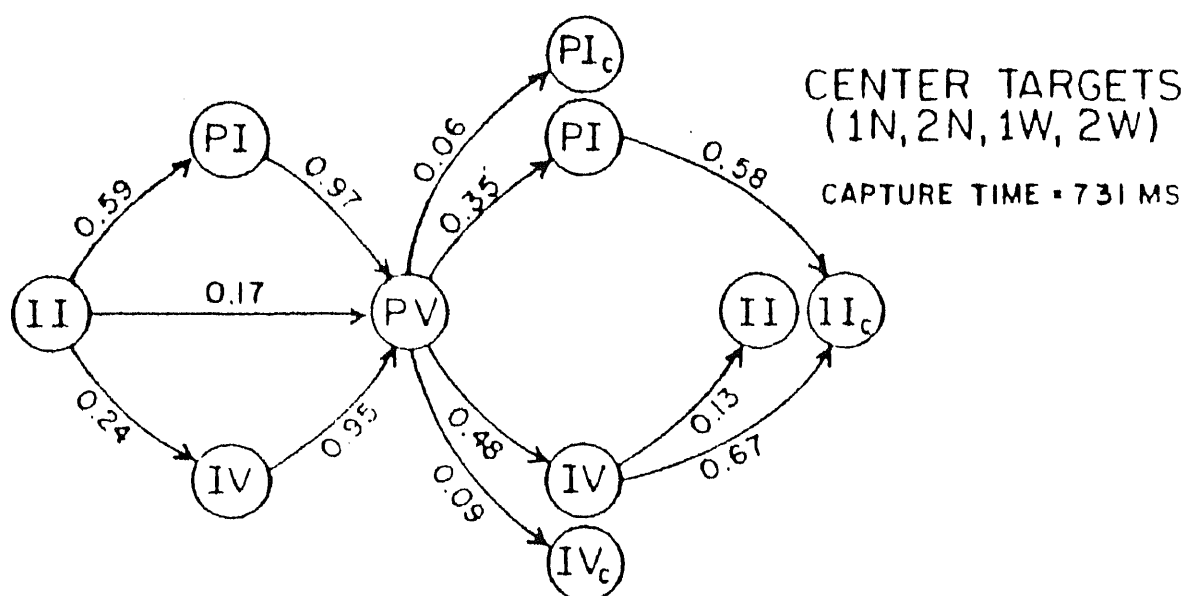 PIc
CENTER TARGETS
(1N, 2N, 1W, 2W)
CAPTURE TIME = 731 MS
PI
PI
0.59
0.97
0.06
0.35
0.58
II
0.17
PV
II
IIc
0.24
0.95
0.48
0.09
0.13
0.67
IV
IV
IVc